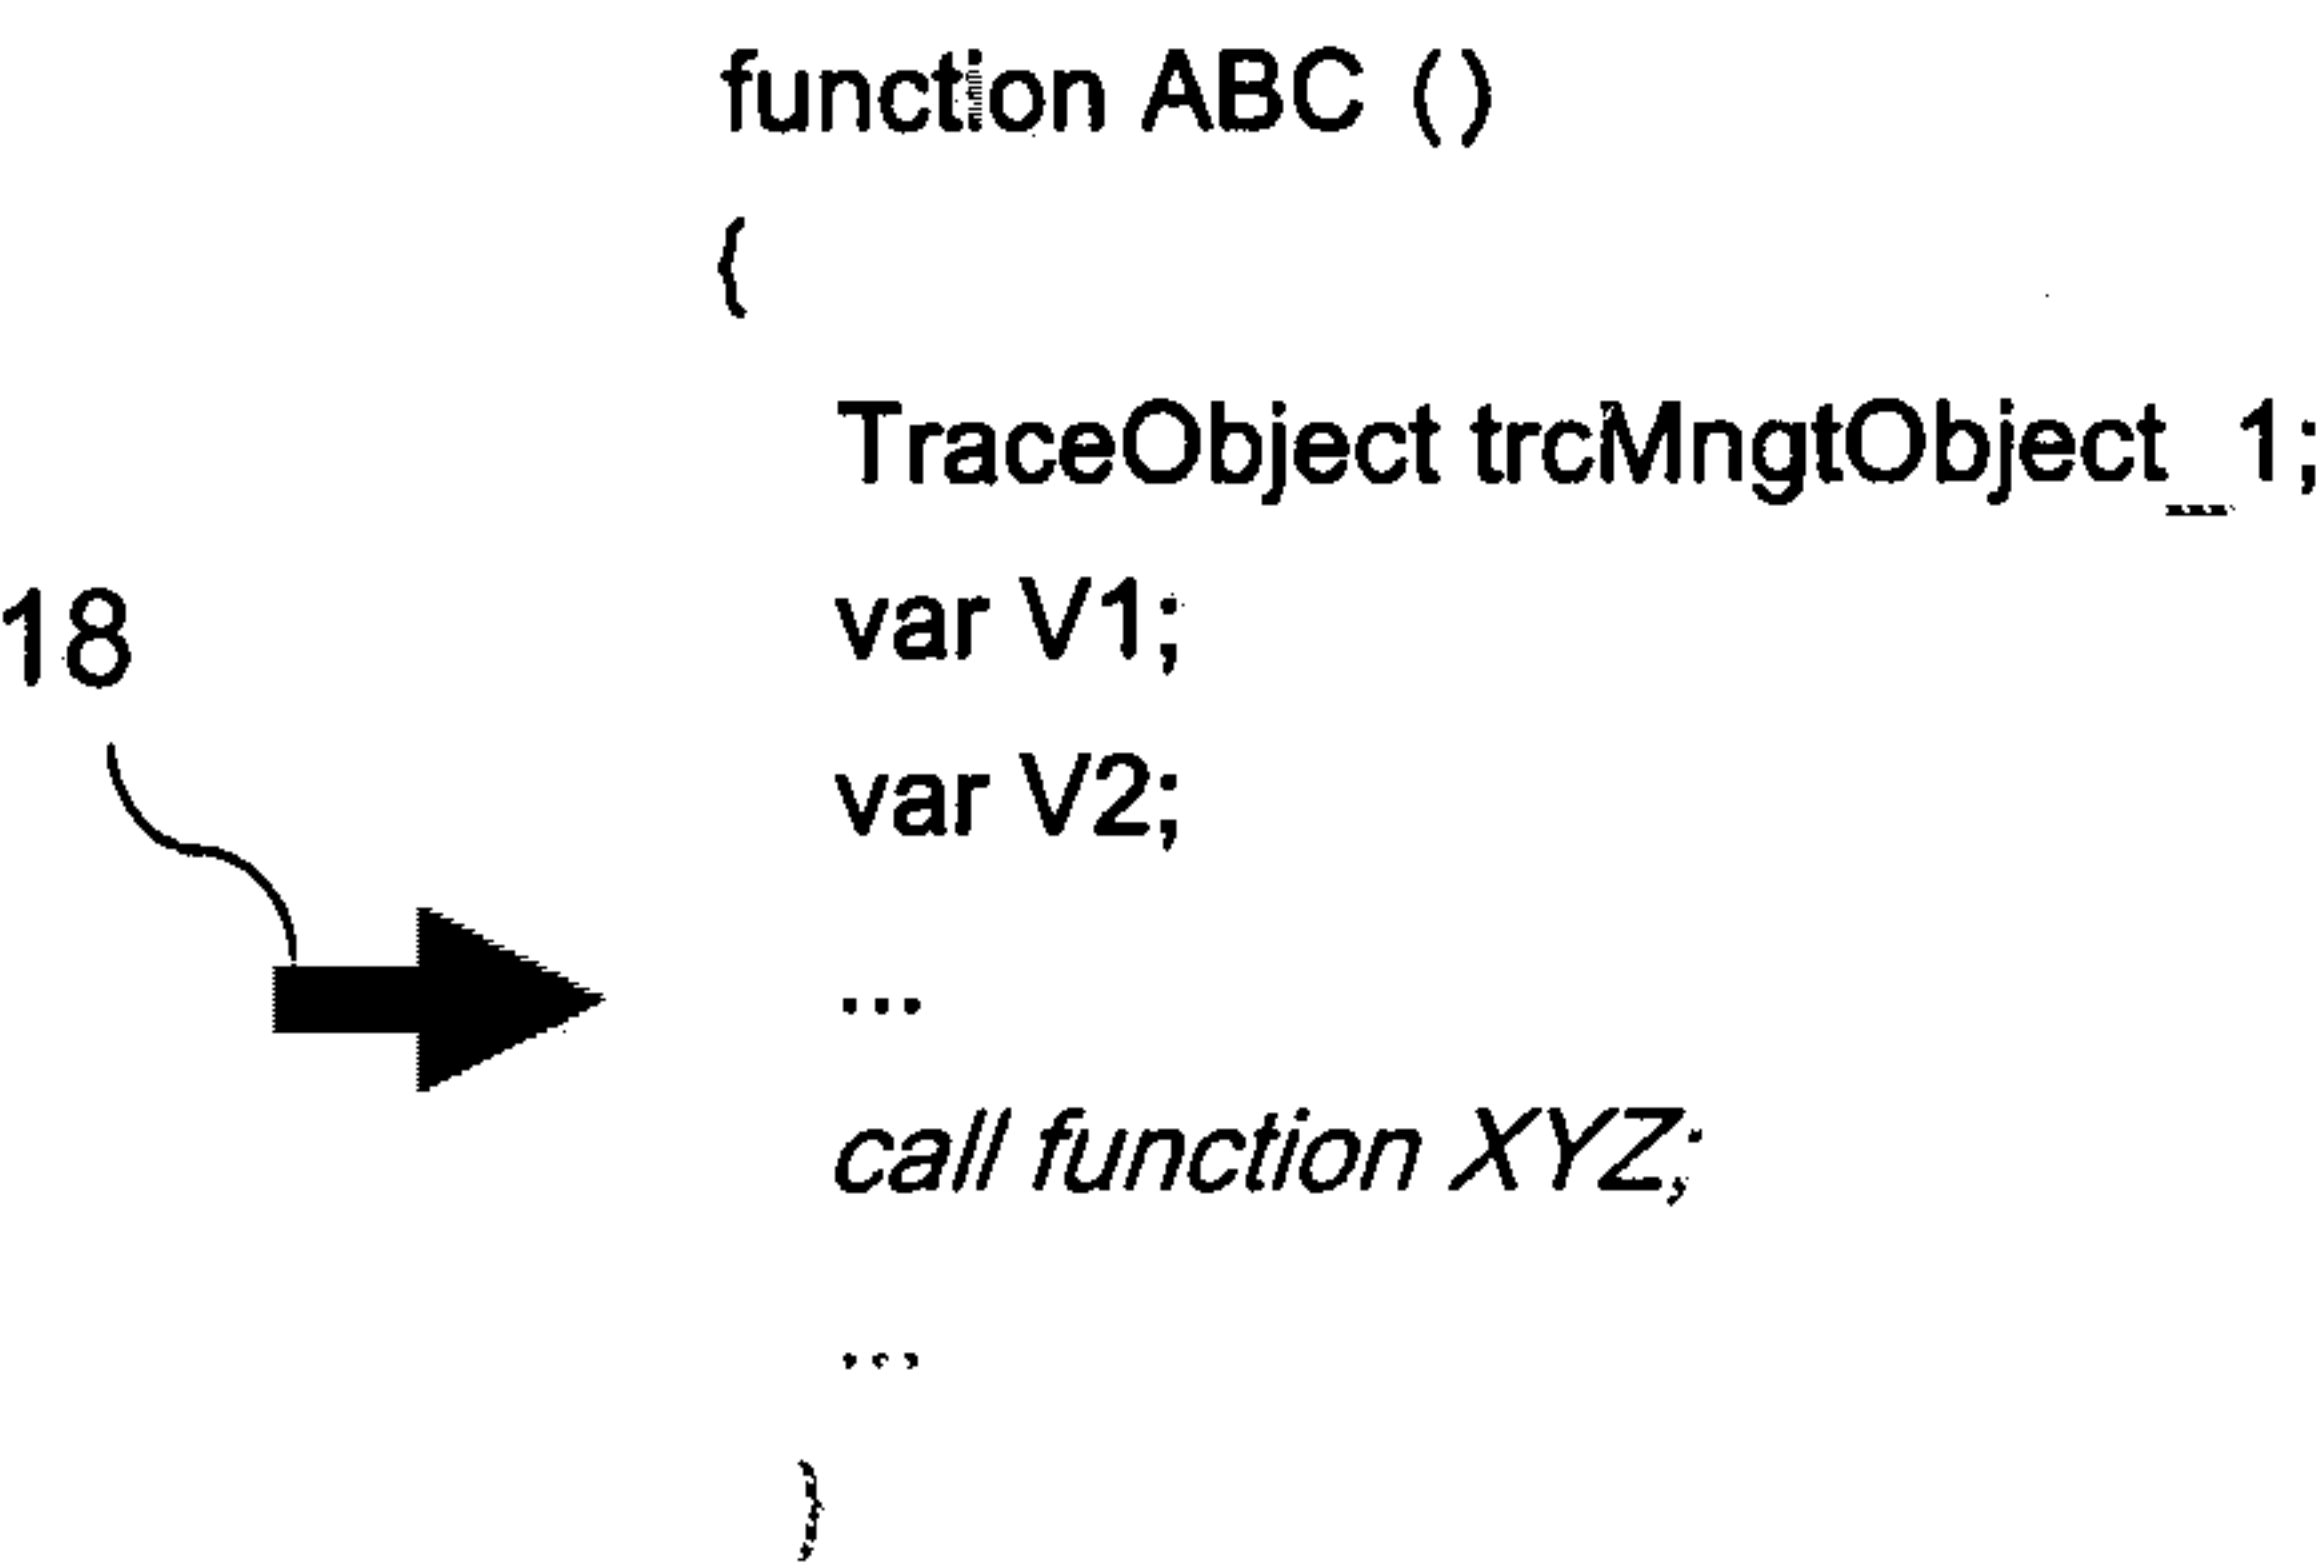 function ABC ()
{
TraceObject trcMngtObject_1;
var V1;
18
var V2;
...
call function XYZ;
...
}